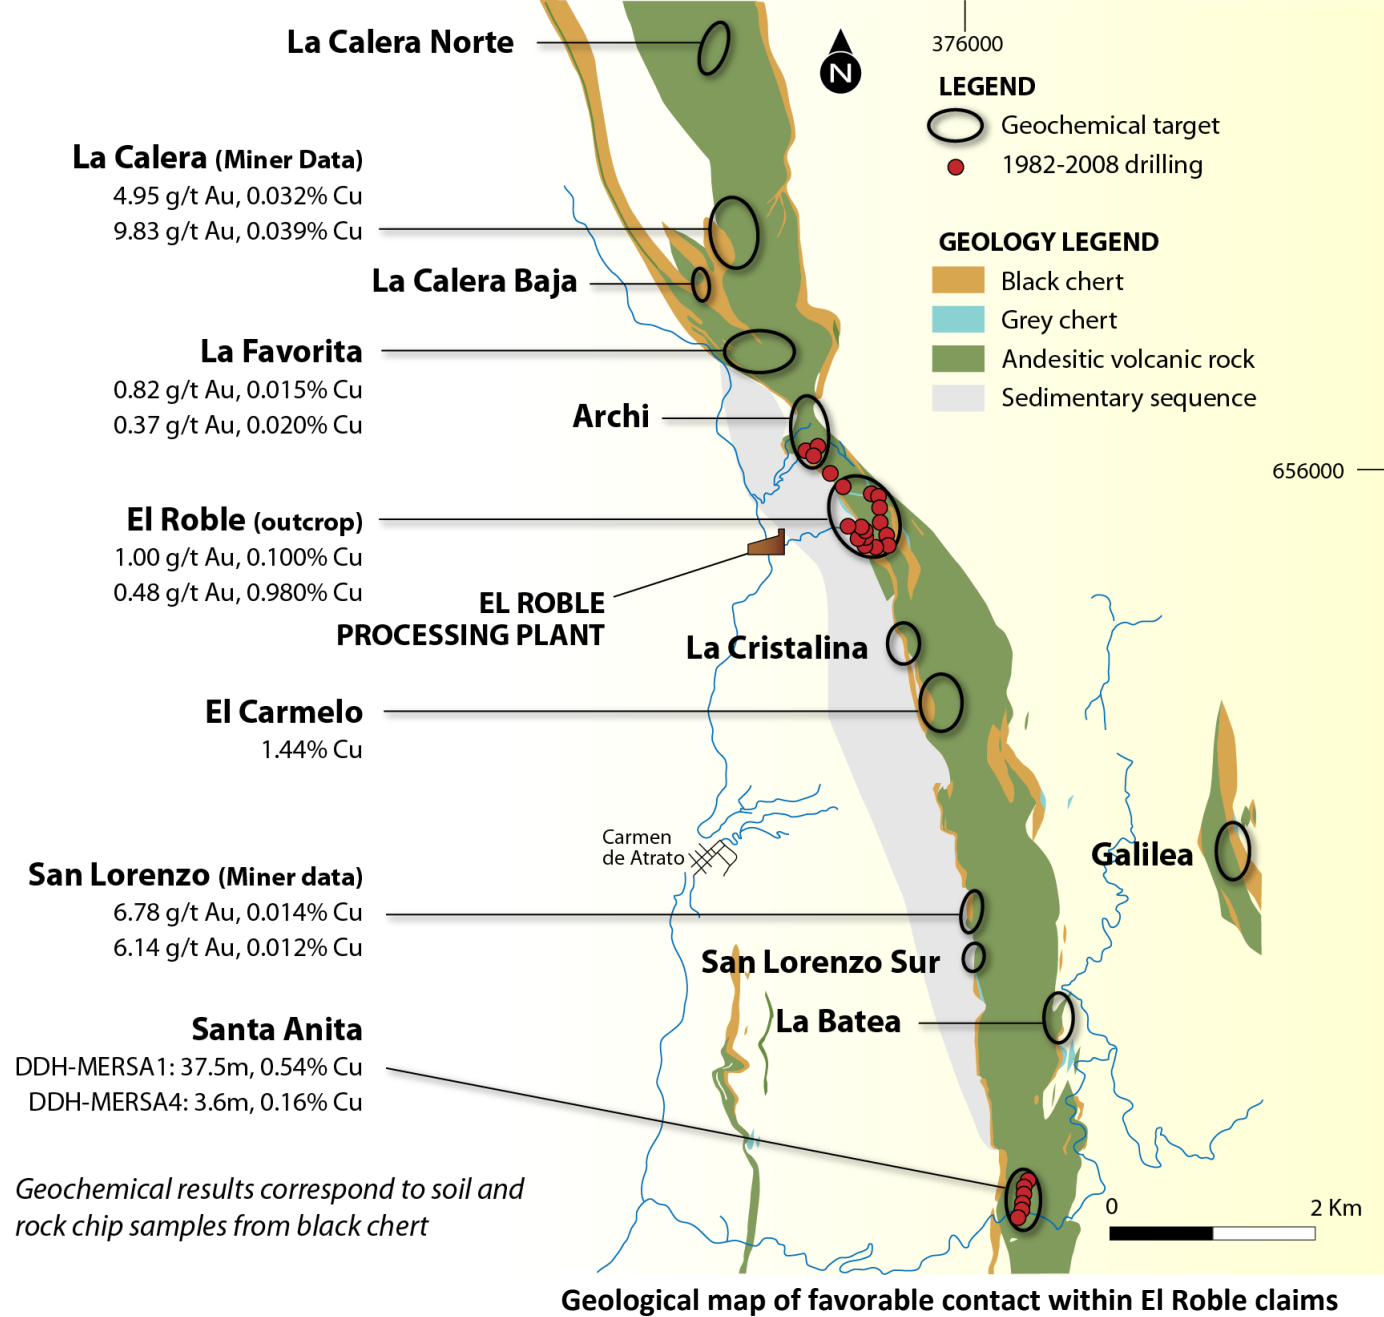 La Calera Norte
N
376000
LEGEND
Geochemical target
1982-2008 drilling
La Calera (Miner Data)
4.95 g/t Au, 0.032% Cu
9.83 g/t Au, 0.039% Cu
GEOLOGY LEGEND
Black chert
Grey chert
Andesitic volcanic rock
Sedimentary sequence
La Calera Baja
La Favorita
0.82 g/t Au, 0.015% Cu
0.37 g/t Au, 0.020% Cu
Archi
656000
El Roble (outcrop)
1.00 g/t Au, 0.100% Cu
0.48 g/t Au, 0.980% Cu
EL ROBLE
PROCESSING PLANT
La Cristalina
El Carmelo
1.44% Cu
Carmen
de Atrato
Galilea
San Lorenzo (Miner data)
6.78 g/t Au, 0.014% Cu
6.14 g/t Au, 0.012% Cu
San Lorenzo Sur
La Batea
Santa Anita
DDH-MERSA1: 37.5m, 0.54% Cu
DDH-MERSA4: 3.6m, 0.16% Cu
Geochemical results correspond to soil and
rock chip samples from black chert
0 2 Km
Geological map of favorable contact within El Roble claims